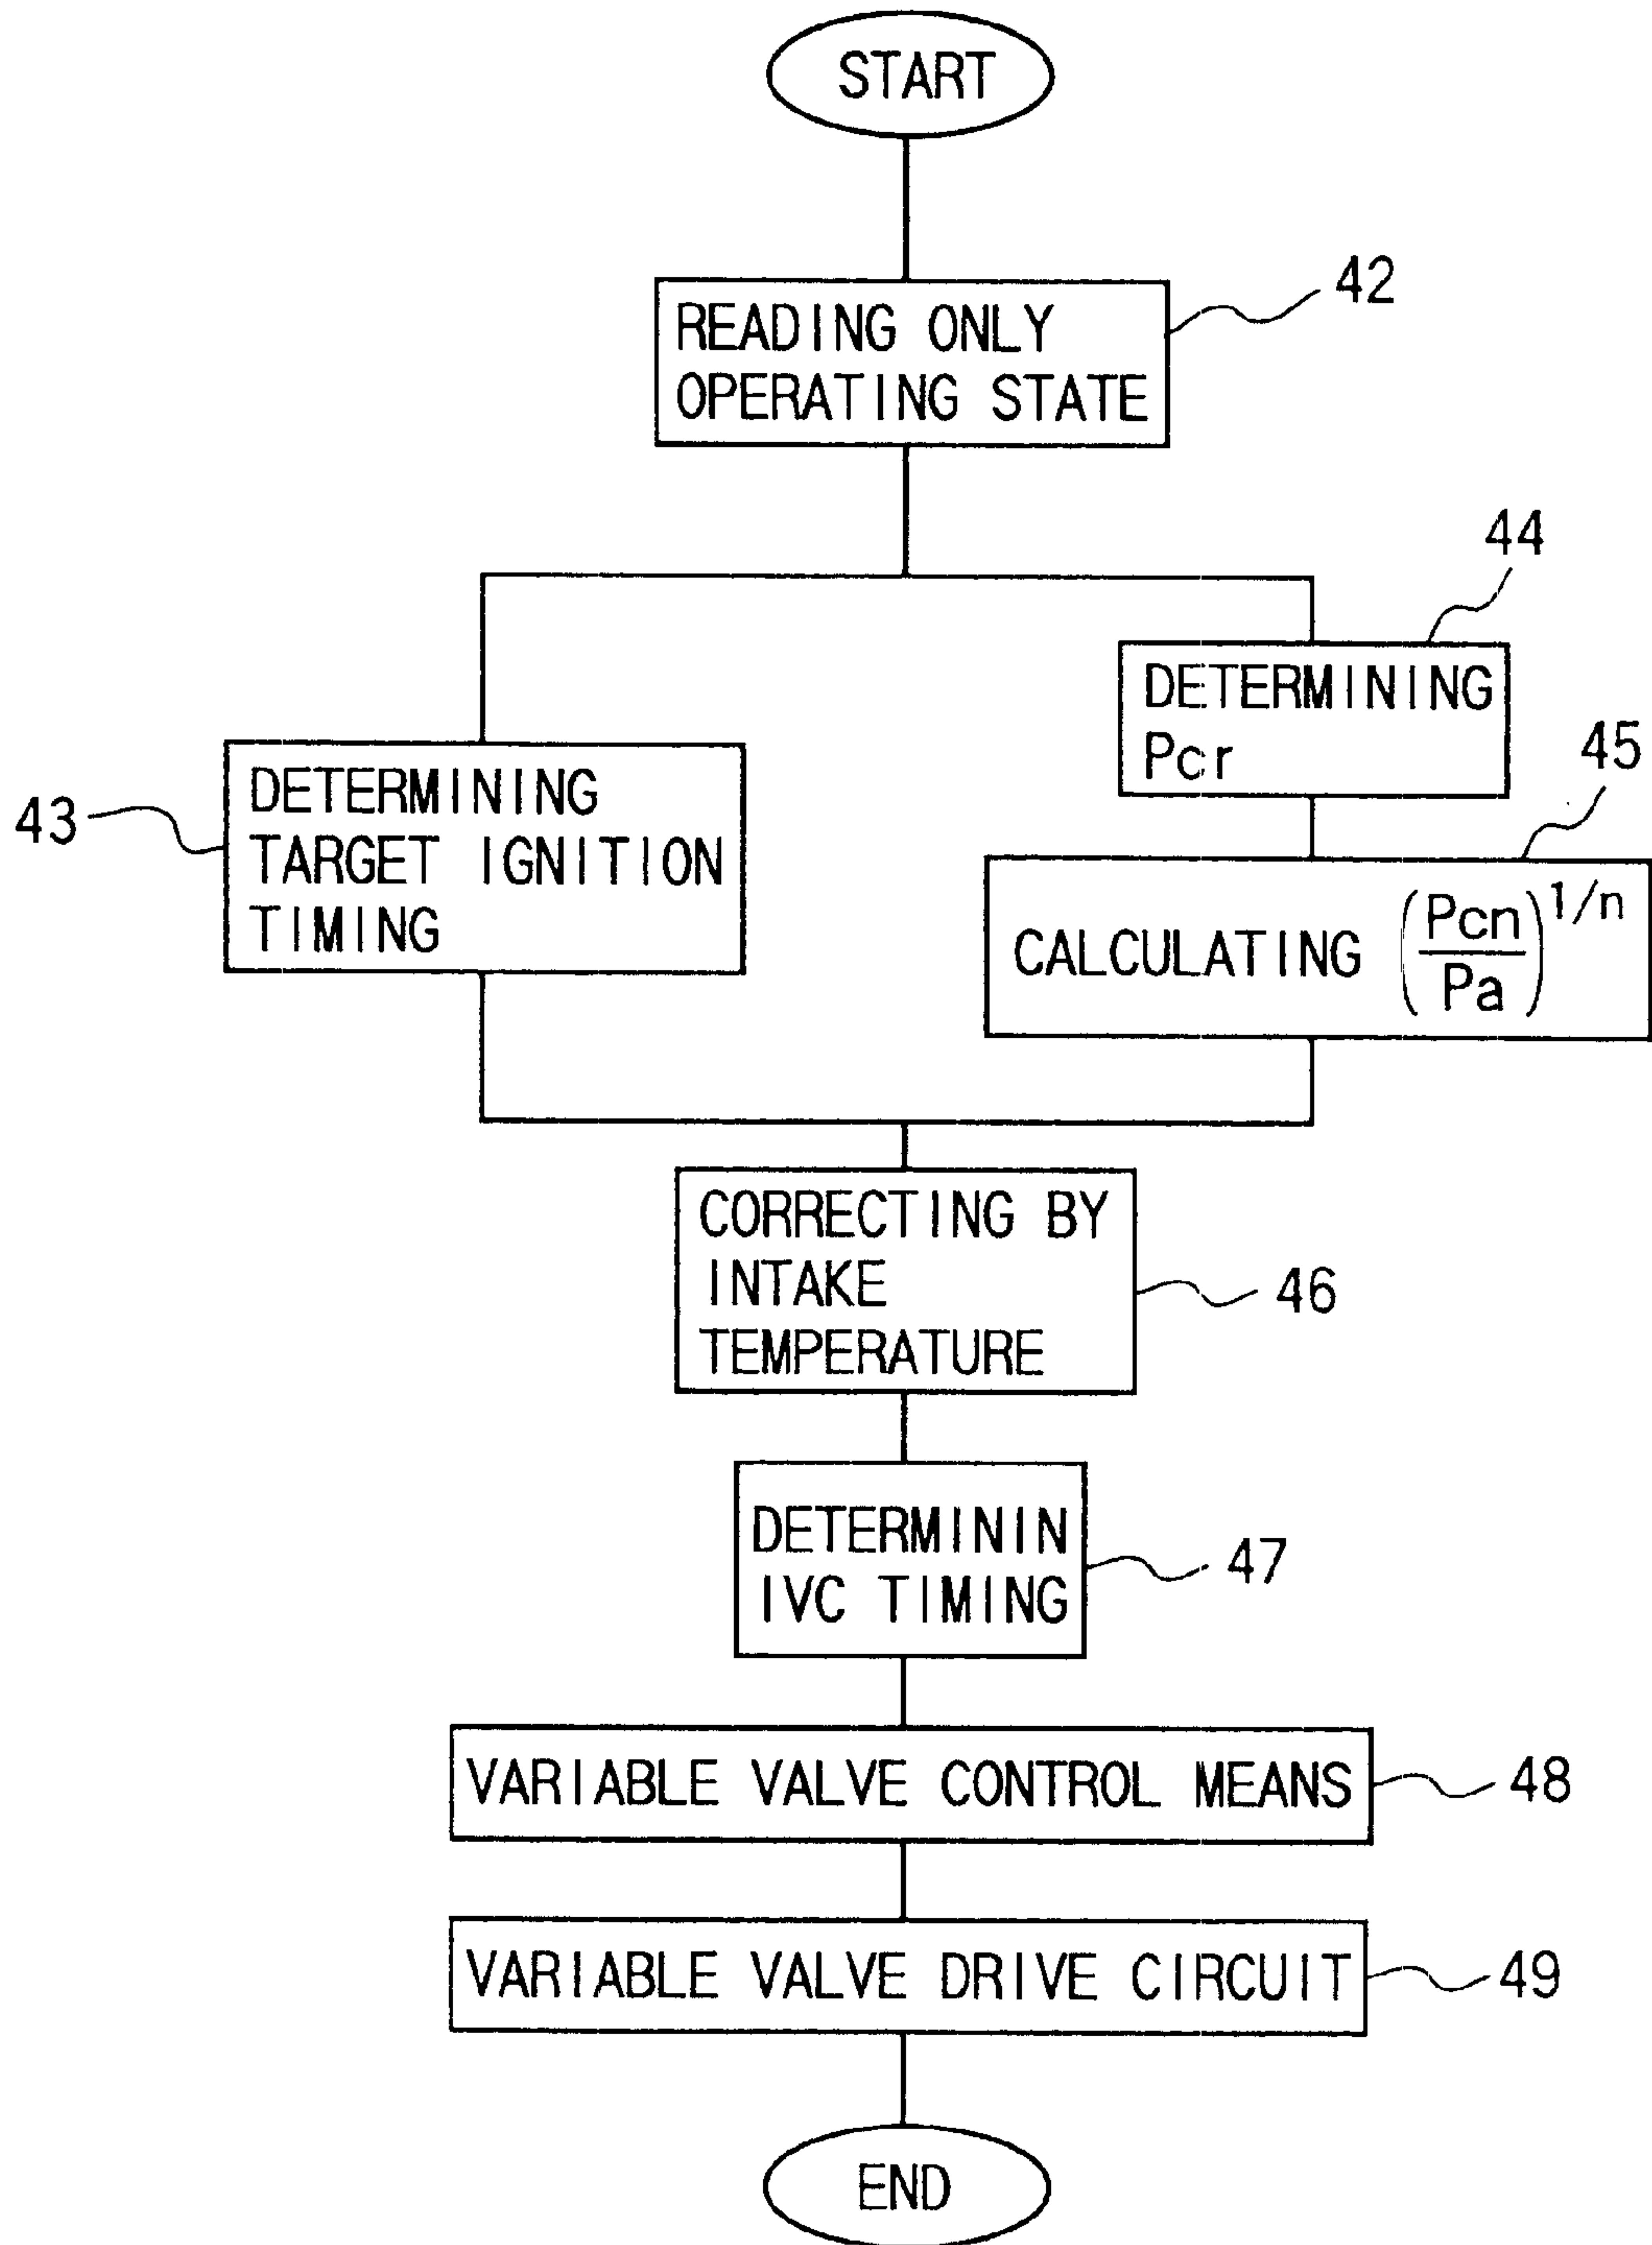 START
42
READING ONLY
OPERATING STATE
44
DETERMINING
Pcr
43
DETERMINING
TARGET IGNITION
TIMING
45
CALCULATING (Pcn/Pa)^1/n
CORRECTING BY
INTAKE
TEMPERATURE
46
DETERMININ
IVC TIMING
47
VARIABLE VALVE CONTROL MEANS
48
VARIABLE VALVE DRIVE CIRCUIT
49
END